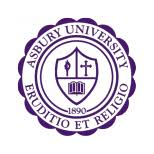 ASBURY UNIVERSITY
1890
ERUDITIO ET RELIGIO